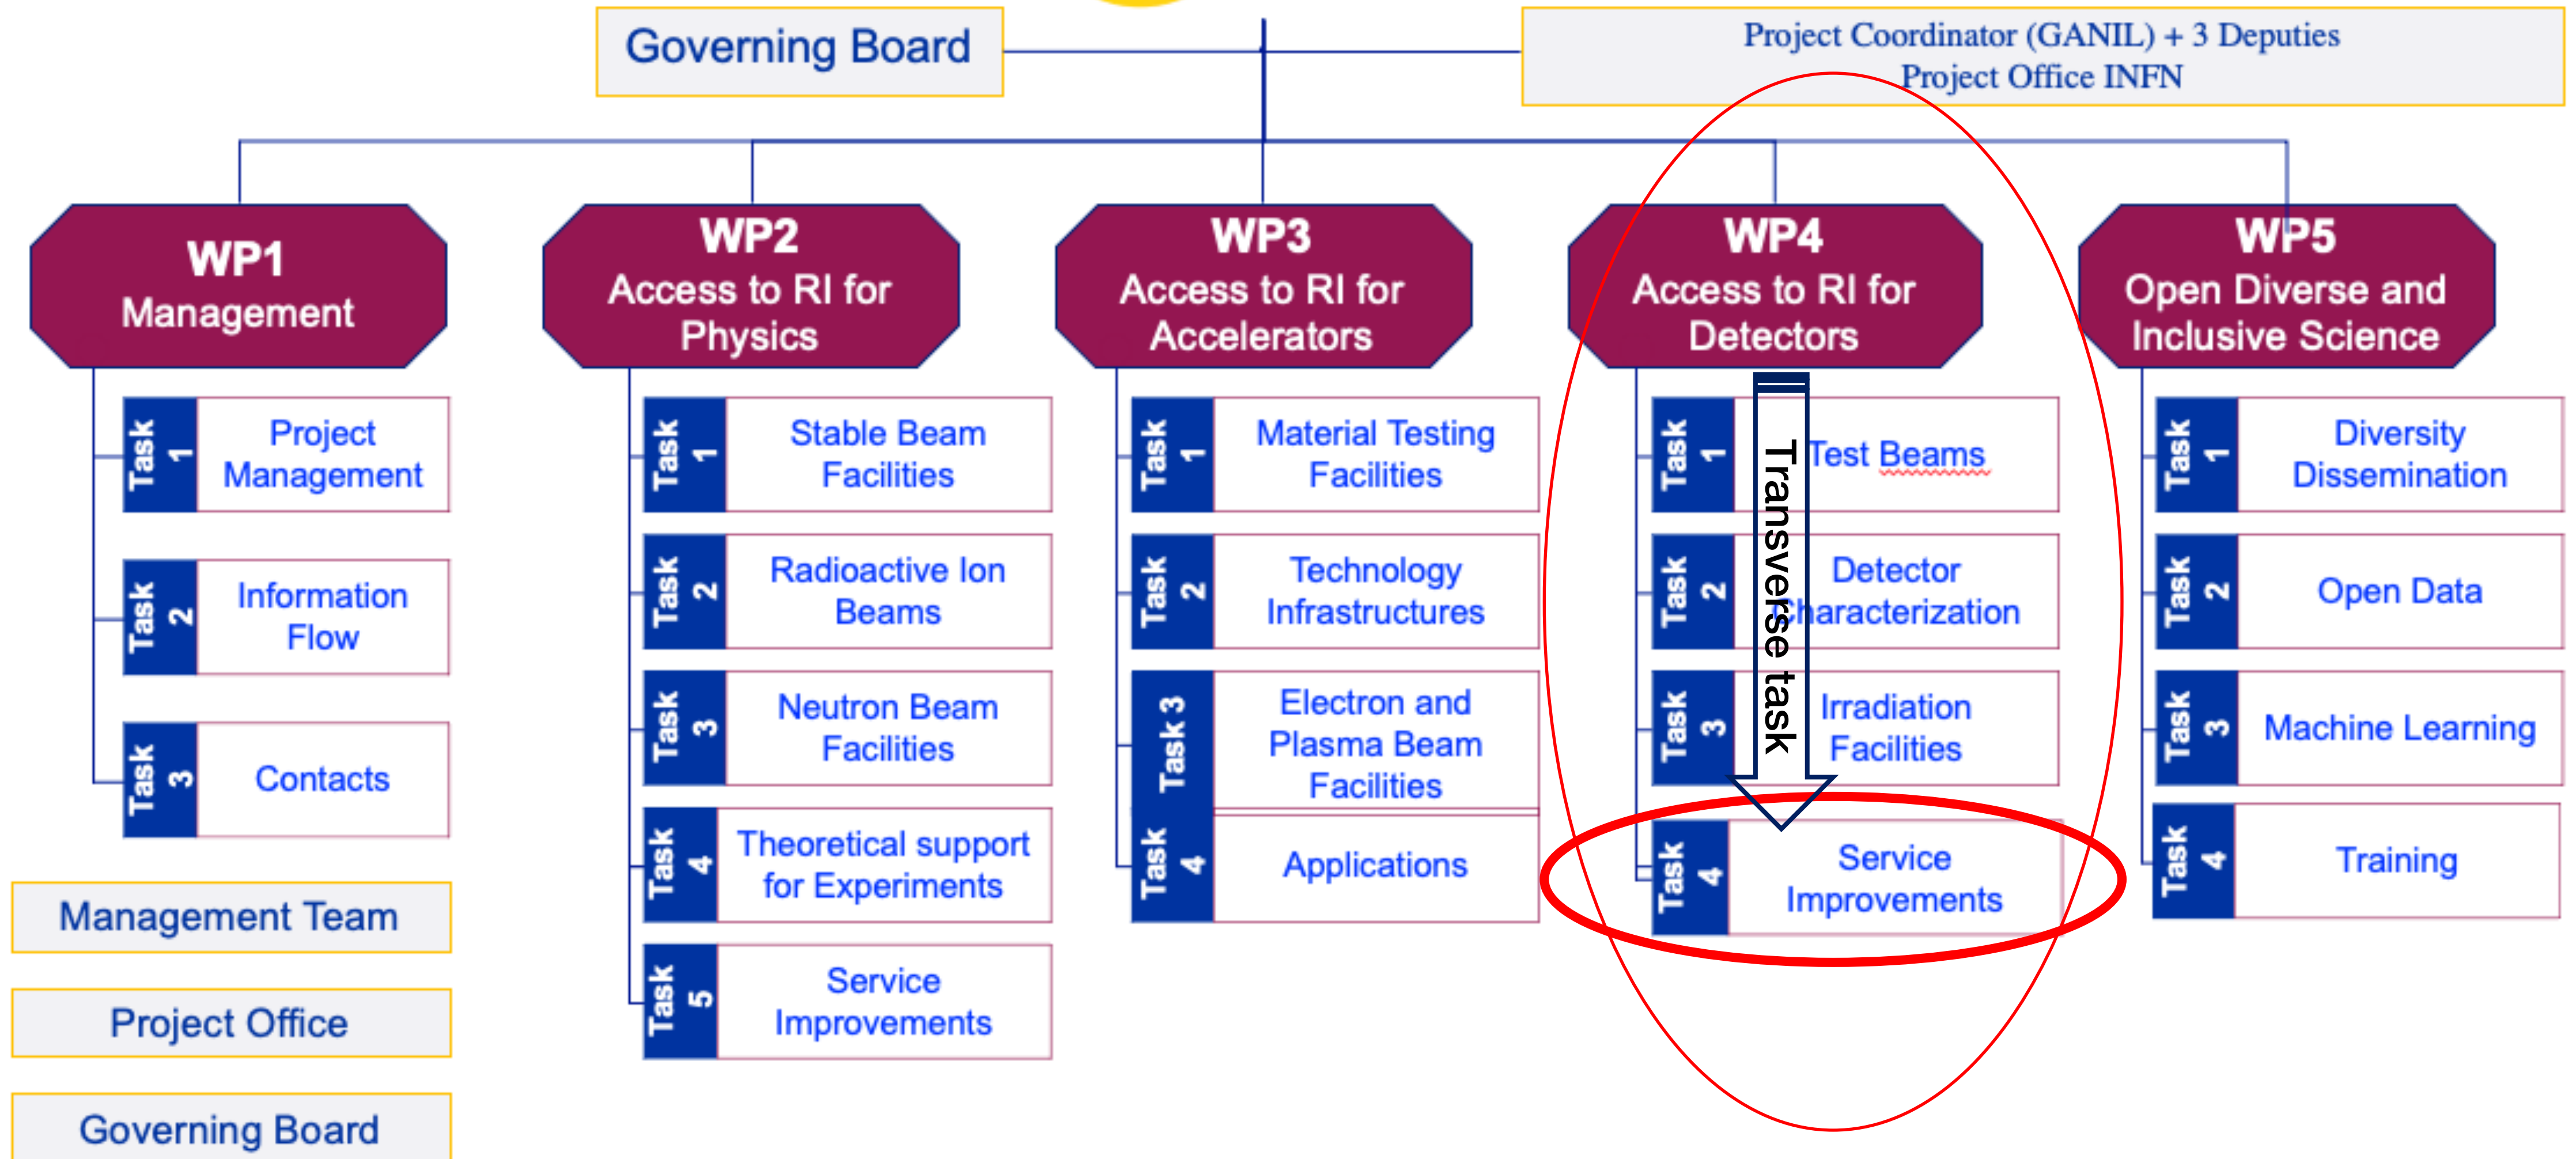 Governing Board
Project Coordinator (GANIL) + 3 Deputies
Project Office INFN
WP1
Management
Task 1
Project
Management
Task 2
Information
Flow
Task 3
Contacts
Management Team
Project Office
Governing Board
WP2
Access to RI for
Physics
Task 1
Stable Beam
Facilities
Task 2
Radioactive Ion
Beams
Task 3
Neutron Beam
Facilities
Task 4
Theoretical support
for Experiments
Task 5
Service
Improvements
WP3
Access to RI for
Accelerators
Task 1
Material Testing
Facilities
Task 2
Technology
Infrastructures
Task 3
Electron and
Plasma Beam
Facilities
Task 4
Applications
WP4
Access to RI for
Detectors
Transverse task
Task 1
Test Beams
Task 2
Detector
Characterization
Task 3
Irradiation
Facilities
Task 4
Service
Improvements
WP5
Open Diverse and
Inclusive Science
Task 1
Diversity
Dissemination
Task 2
Open Data
Task 3
Machine Learning
Task 4
Training